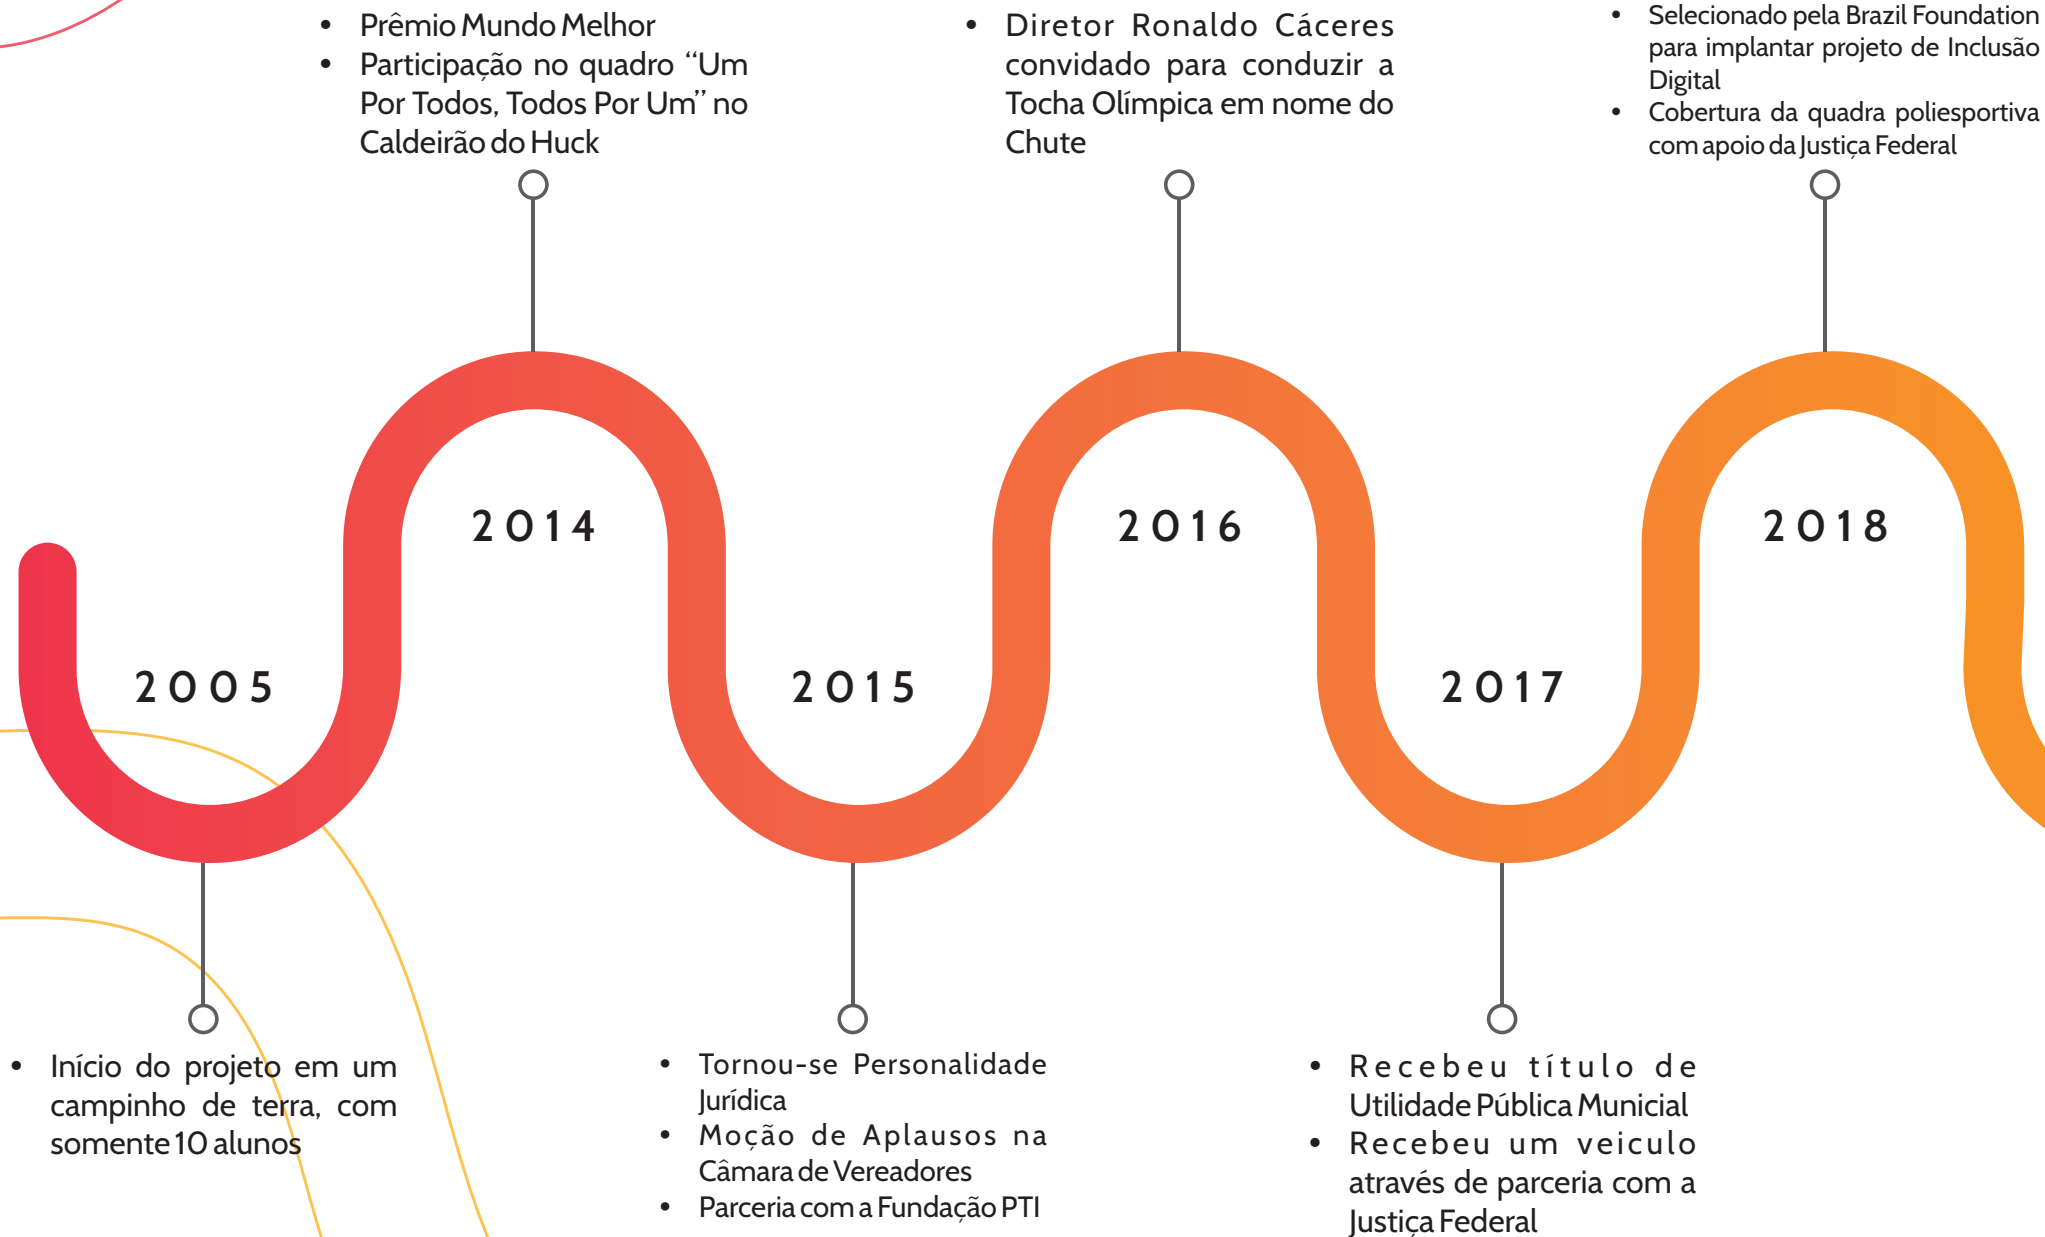 • Prêmio Mundo Melhor
• Participação no quadro “Um
Por Todos, Todos Por Um” no
Caldeirão do Huck
• Diretor Ronaldo Cáceres
convidado para conduzir a
Tocha Olímpica em nome do
Chute
• Selecionado pela Brazil Foundation
para implantar projeto de Inclusão
Digital
• Cobertura da quadra poliesportiva
com apoio da Justiça Federal
2014
2016
2018
2005
2015
2017
• Início do projeto em um
campinho de terra, com
somente 10 alunos
• Tornou-se Personalidade
Jurídica
• Moção de Aplausos na
Câmara de Vereadores
• Parceria com a Fundação PTI
• Recebeu título de
Utilidade Pública Municial
• Recebeu um veiculo
através de parceria com a
Justiça Federal